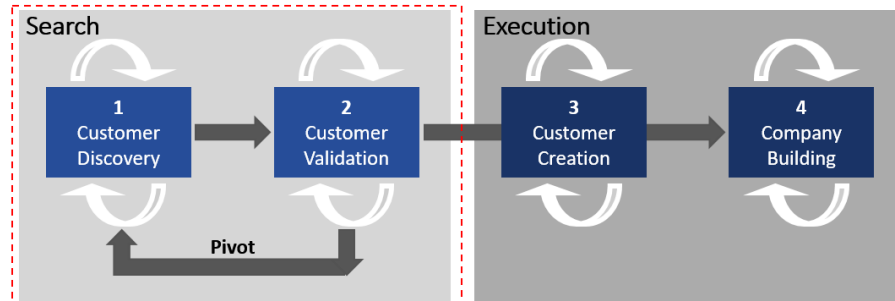 Search
Execution
1
Customer
Discovery
2
Customer
Validation
3
Customer
Creation
4
Company
Building
Pivot